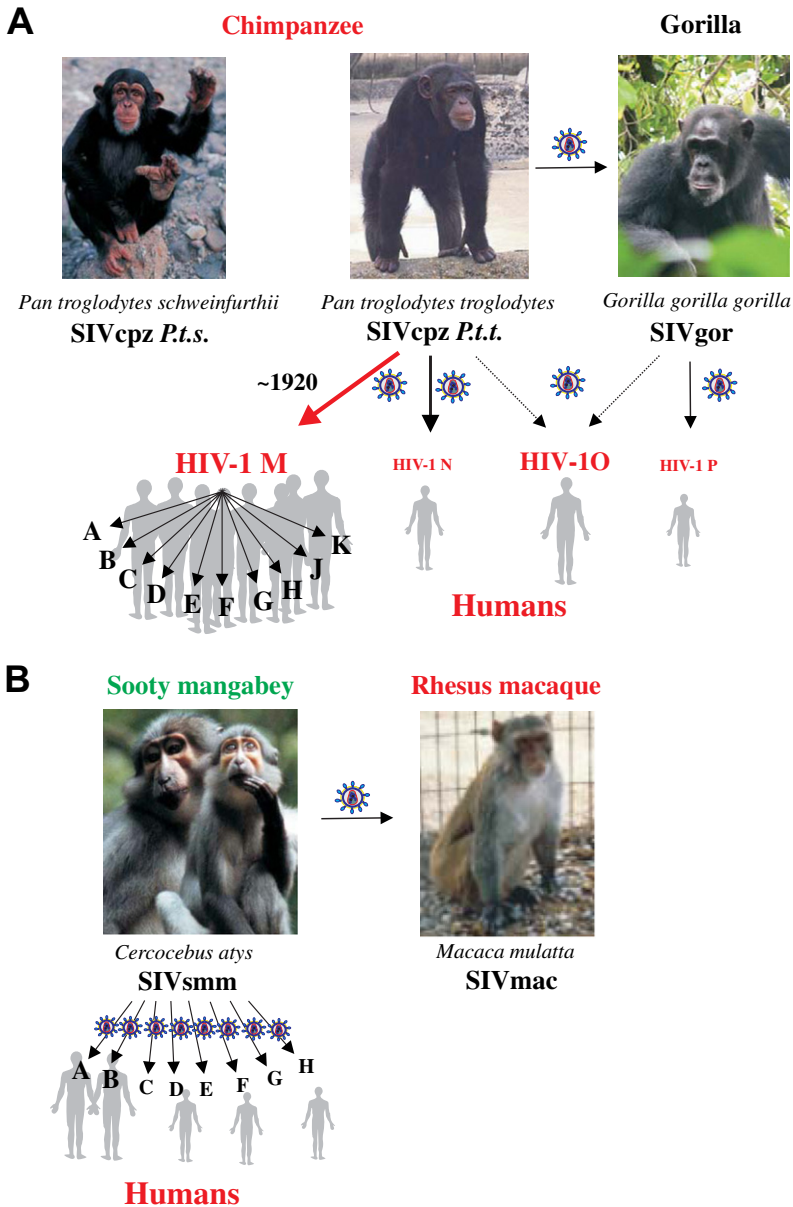 A
Chimpanzee
Gorilla
Pan troglodytes schweinfurthii
Pan troglodytes troglodytes
Gorilla gorilla gorilla
SIVcpz P.t.s.
SIVcpz P.t.t.
SIVgor
~1920
HIV-1 M
HIV-1 N
HIV-1O
HIV-1 P
A
B
C
D
E
F
G
H
J
K
Humans
B
Sooty mangabey
Rhesus macaque
Cercocebus atys
Macaca mulatta
SIVsmm
SIVmac
A
B
C
D
E
F
G
H
Humans